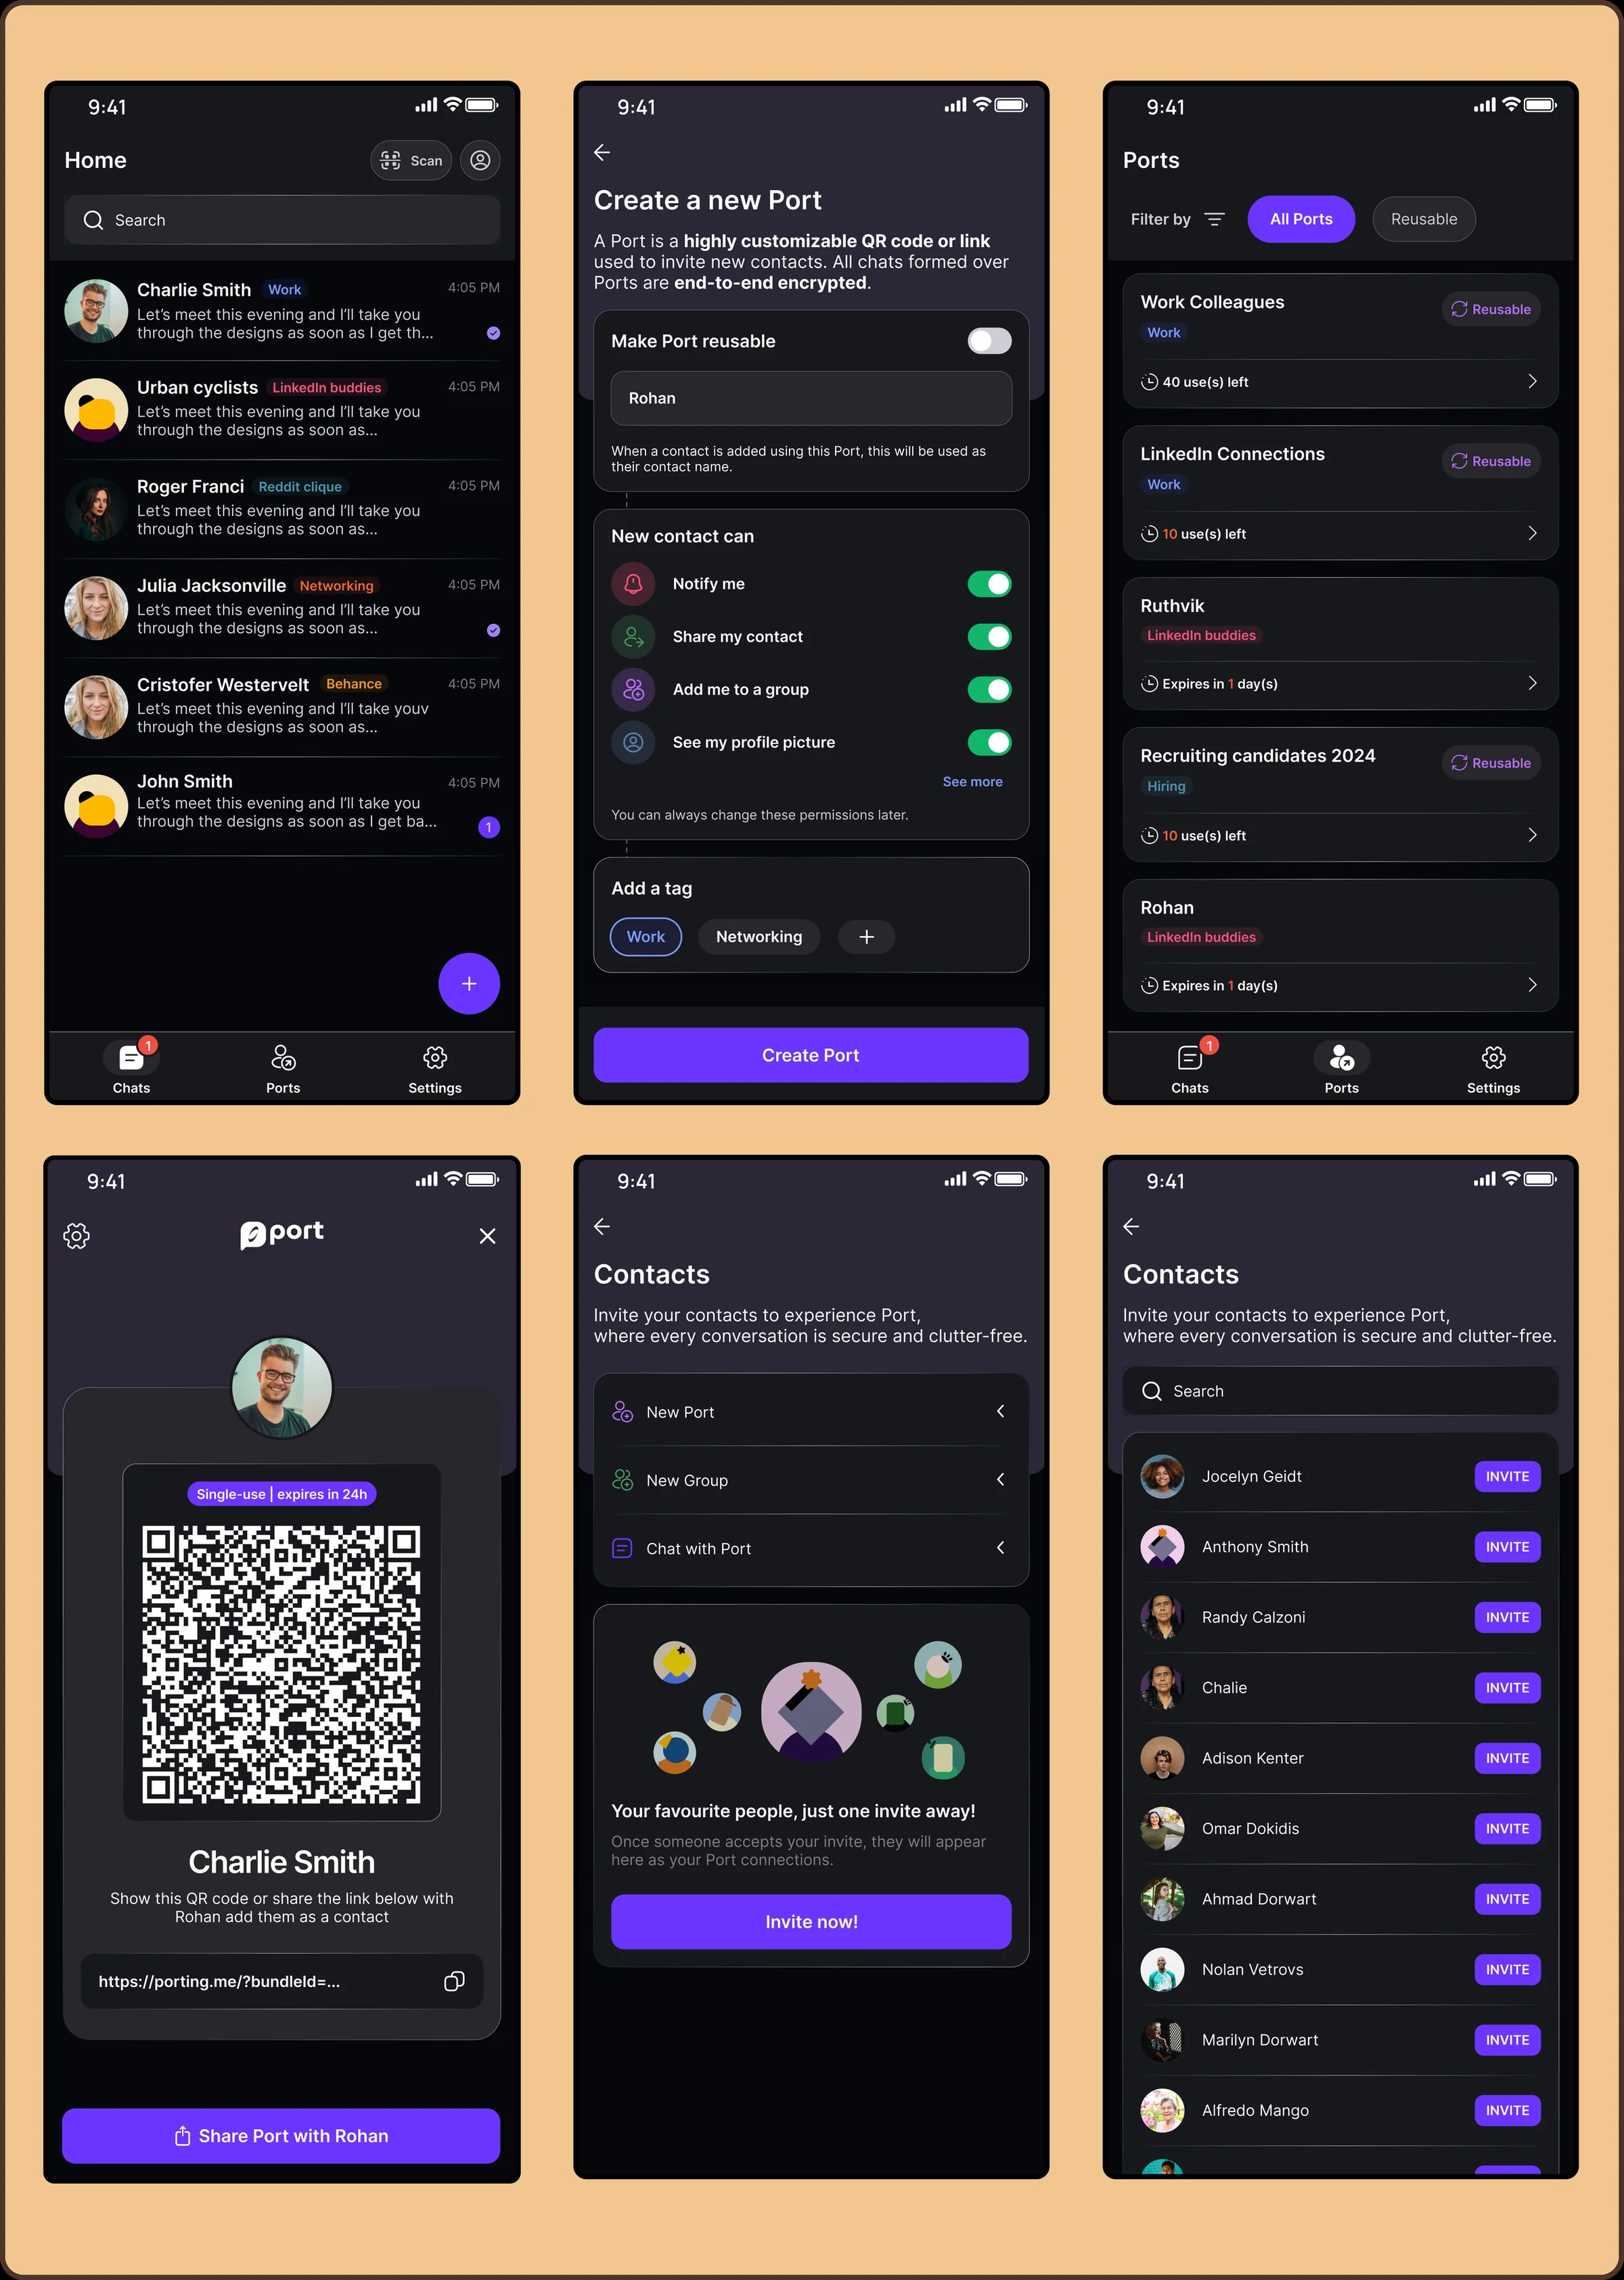 9:41
Home
Scan
Search
Charlie Smith Work 4:05 PM
Let's meet this evening and I'll take you
through the designs as soon as I get th...
Urban cyclists LinkedIn buddies 4:05 PM
Let's meet this evening and I'll take you
through the designs as soon as...
Roger Franci Reddit clique 4:05 PM
Let's meet this evening and I'll take you
through the designs as soon as...
Julia Jacksonville Networking 4:05 PM
Let's meet this evening and I'll take you
through the designs as soon as...
Cristofer Westervelt Behance 4:05 PM
Let's meet this evening and I'll take youv
through the designs as soon as...
John Smith 4:05 PM
Let's meet this evening and I'll take you
through the designs as soon as I get ba...
1
1
Chats Ports Settings
9:41
Create a new Port
A Port is a highly customizable QR code or link
used to invite new contacts. All chats formed over
Ports are end-to-end encrypted.
Make Port reusable
Rohan
When a contact is added using this Port, this will be used as
their contact name.
New contact can
Notify me
Share my contact
Add me to a group
See my profile picture
See more
You can always change these permissions later.
Add a tag
Work Networking
Create Port
9:41
Ports
Filter by All Ports Reusable
Work Colleagues Reusable
Work
40 use(s) left
LinkedIn Connections Reusable
Work
10 use(s) left
Ruthvik
LinkedIn buddies
Expires in 1 day(s)
Recruiting candidates 2024 Reusable
Hiring
10 use(s) left
Rohan
LinkedIn buddies
Expires in 1 day(s)
1
Chats Ports Settings
9:41
port
Single-use | expires in 24h
Charlie Smith
Show this QR code or share the link below with
Rohan add them as a contact
https://porting.me/?bundleId=...
Share Port with Rohan
9:41
Contacts
Invite your contacts to experience Port,
where every conversation is secure and clutter-free.
New Port
New Group
Chat with Port
Your favourite people, just one invite away!
Once someone accepts your invite, they will appear
here as your Port connections.
Invite now!
9:41
Contacts
Invite your contacts to experience Port,
where every conversation is secure and clutter-free.
Search
Jocelyn Geidt INVITE
Anthony Smith INVITE
Randy Calzoni INVITE
Chalie INVITE
Adison Kenter INVITE
Omar Dokidis INVITE
Ahmad Dorwart INVITE
Nolan Vetrovs INVITE
Marilyn Dorwart INVITE
Alfredo Mango INVITE